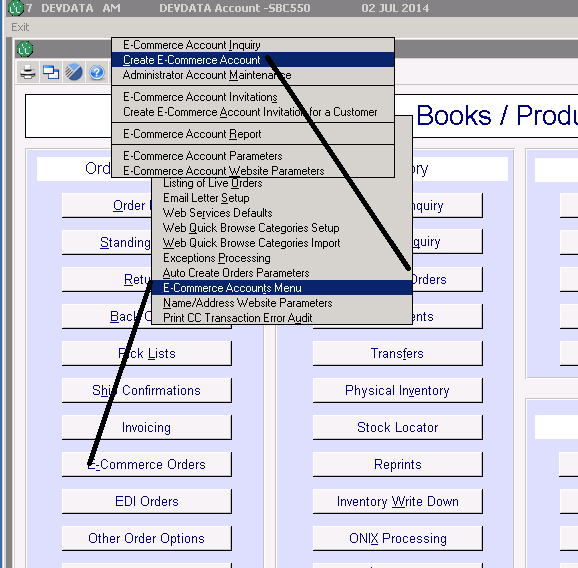 7 DEVDATA AM DEVDATA Account -SBC550 02 JUL 2014
Exit
E-Commerce Account Inquiry
Create E-Commerce Account
Administrator Account Maintenance
E-Commerce Account Invitations
Create E-Commerce Account Invitation for a Customer
E-Commerce Account Report
E-Commerce Account Parameters
E-Commerce Account Website Parameters
Listing of Live Orders
Email Letter Setup
Web Services Defaults
Web Quick Browse Categories Setup
Web Quick Browse Categories Import
Exceptions Processing
Auto Create Orders Parameters
E-Commerce Accounts Menu
Name/Address Website Parameters
Print CC Transaction Error Audit
Books / Produ
Ord
Order
Standing
Retu
Back O
Pick Lists
Ship Confirmations
Invoicing
E-Commerce Orders
EDI Orders
Other Order Options
ory
nquiry
quiry
Orders
ents
Transfers
Physical Inventory
Stock Locator
Reprints
Inventory Write Down
ONIX Processing